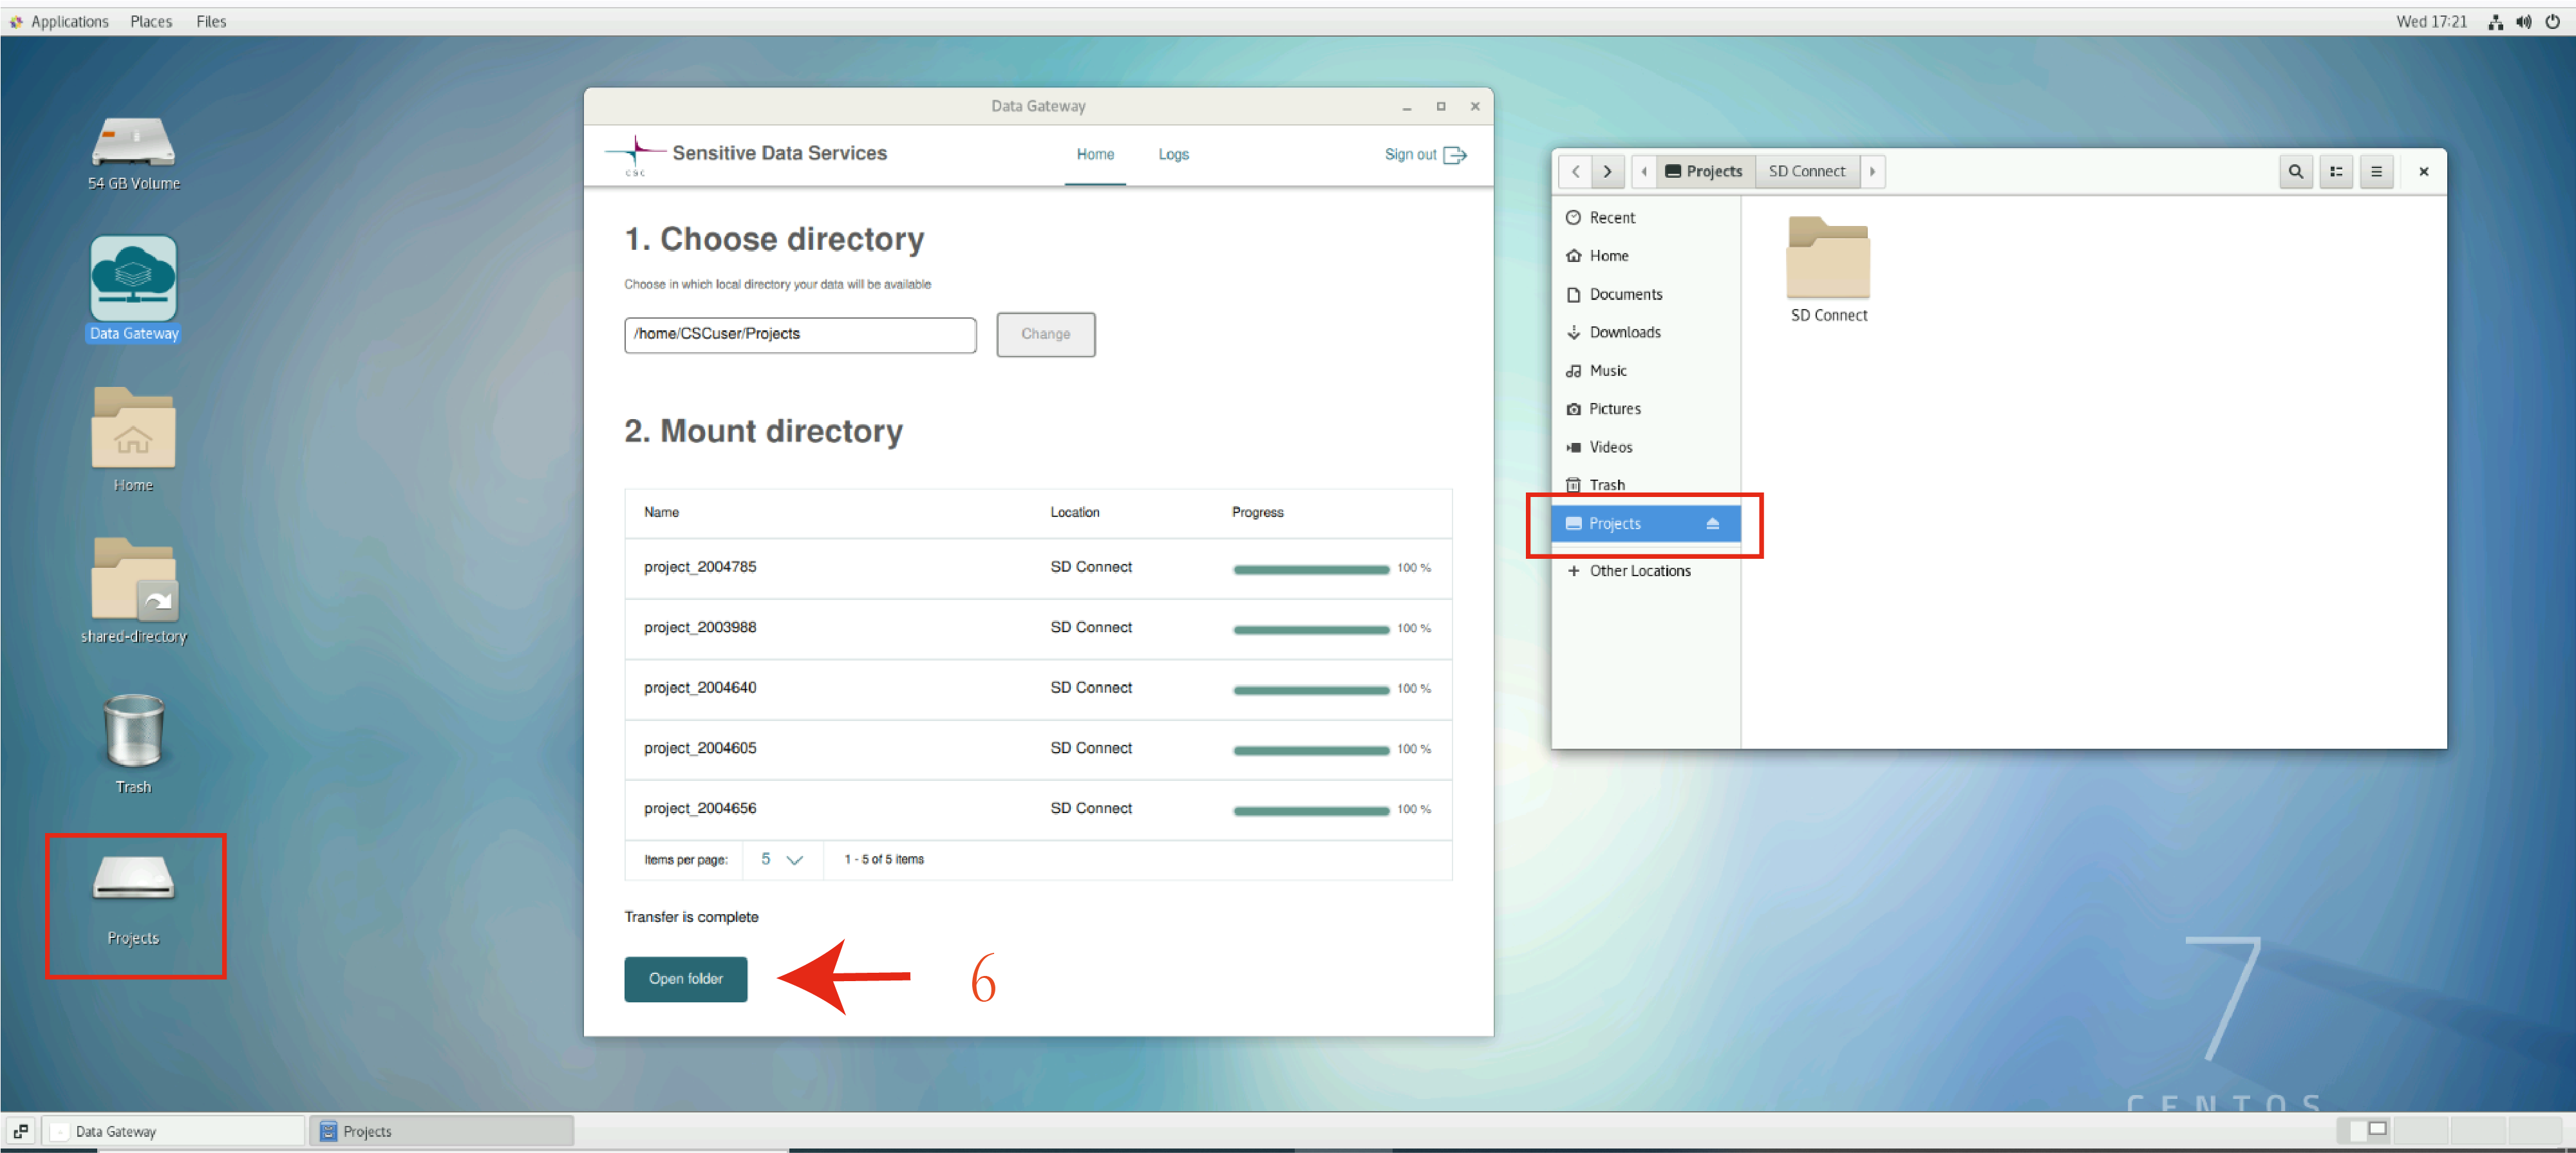 Applications Places Files Wed 17:21
54 GB Volume
Data Gateway
Home
shared-directory
Trash
Projects
Data Gateway
CSC
Sensitive Data Services Home Logs Sign out
1. Choose directory
Choose in which local directory your data will be available
/home/CSCuser/Projects Change
2. Mount directory
Name Location Progress
project_2004785 SD Connect 100 %
project_2003988 SD Connect 100 %
project_2004640 SD Connect 100 %
project_2004605 SD Connect 100 %
project_2004656 SD Connect 100 %
Items per page: 5 1 - 5 of 5 items
Transfer is complete
Open folder 6
Projects SD Connect
Recent
Home
Documents
Downloads
Music
Pictures
Videos
Trash
Projects
Other Locations
SD Connect
7
CENTOS
Data Gateway Projects